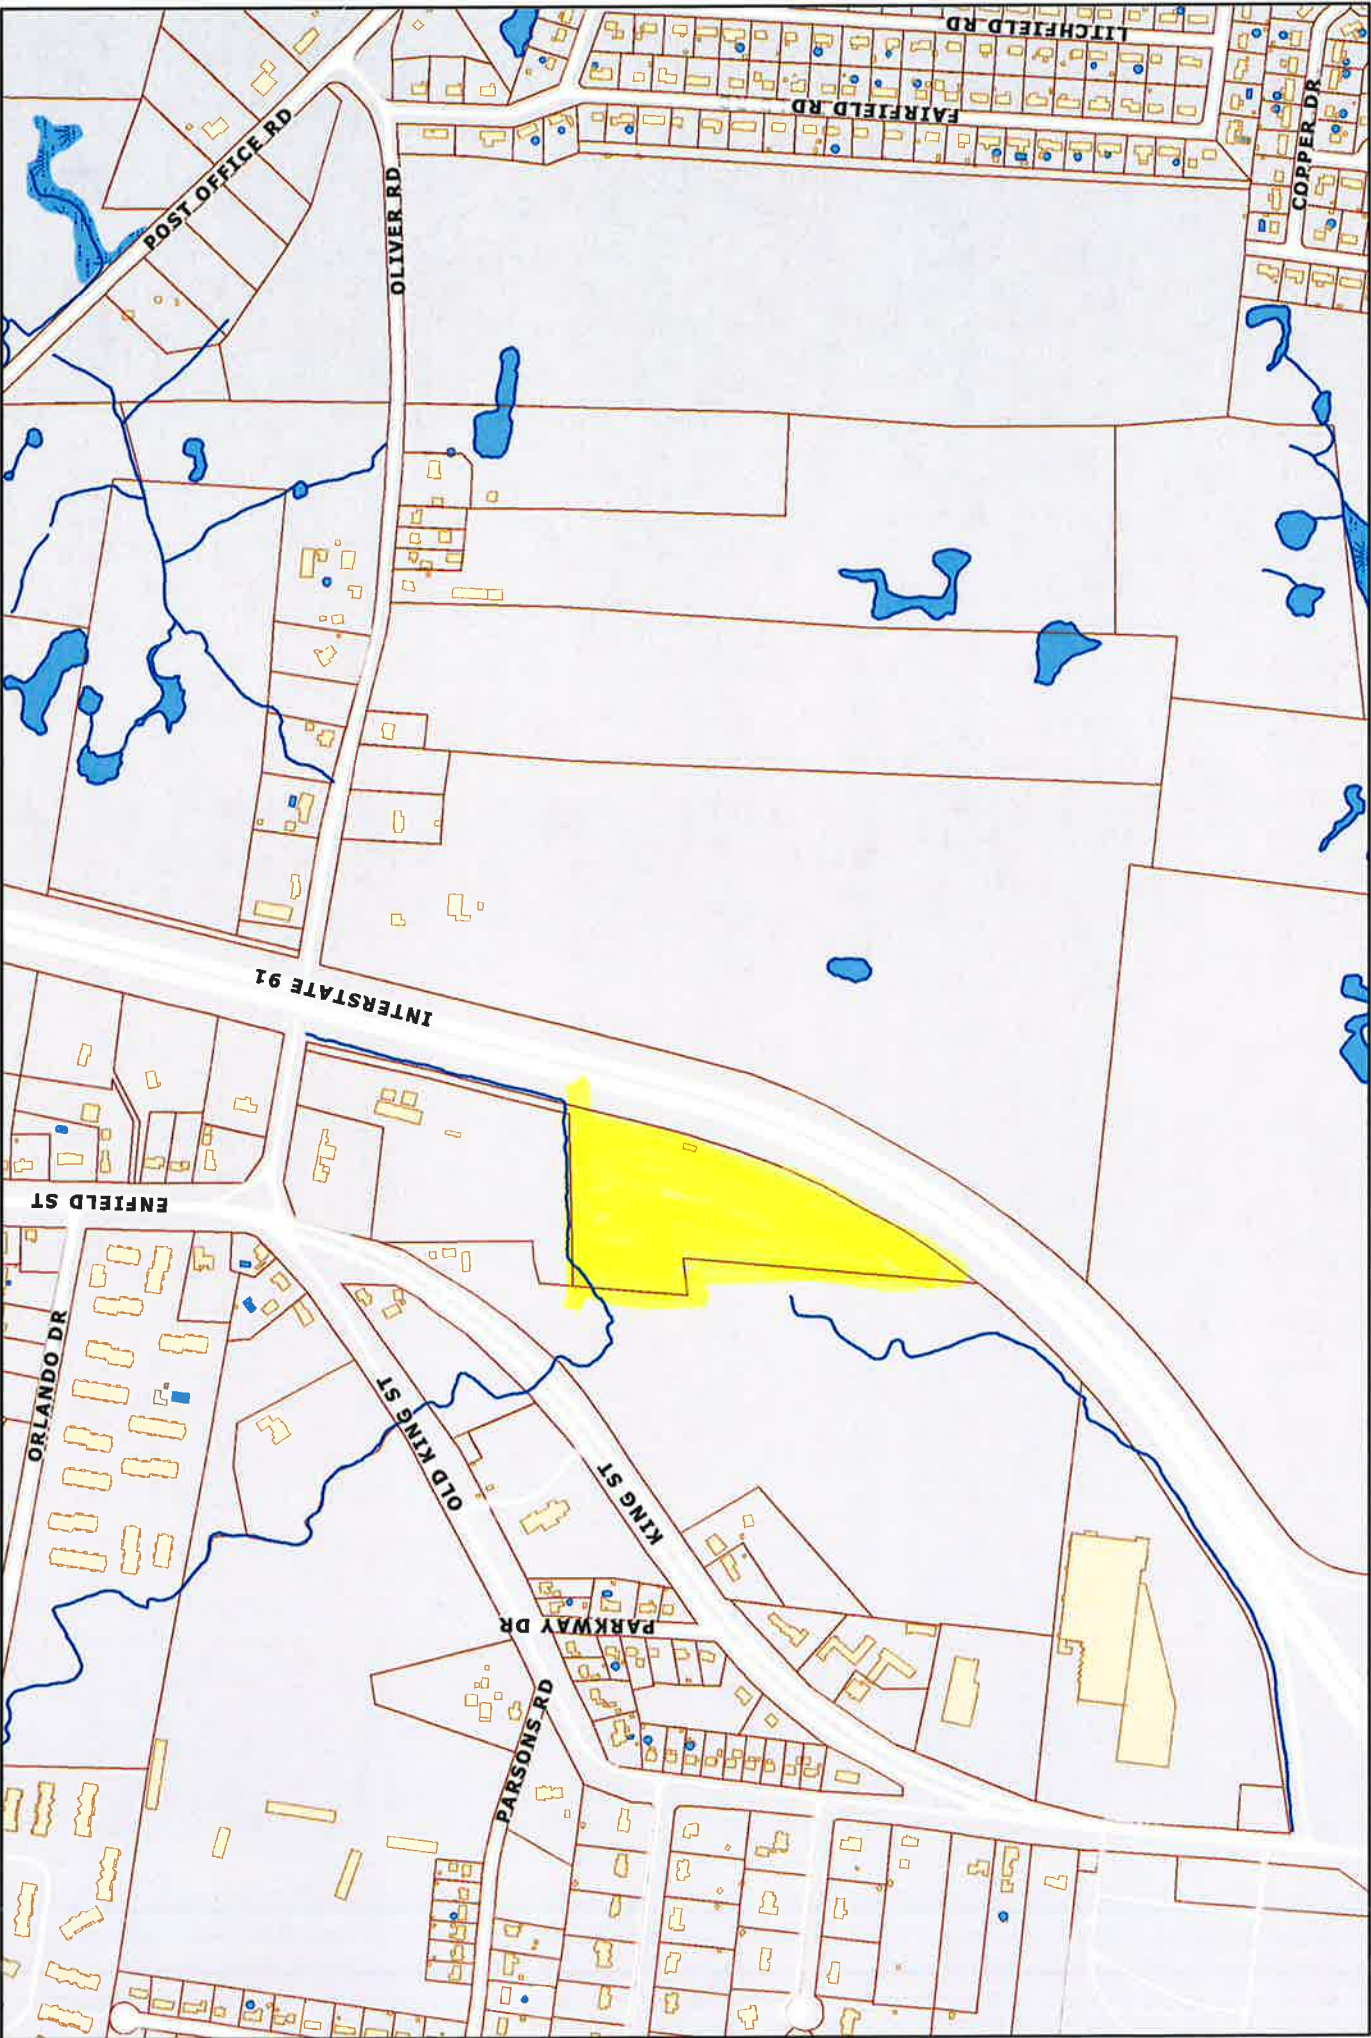 LITCHFIELD RD
FAIRFIELD RD
COPPER DR
POST OFFICE RD
OLIVER RD
INTERSTATE 91
ENFIELD ST
ORLANDO DR
OLD KING ST
KING ST
PARKWAY DR
PARSONS RD